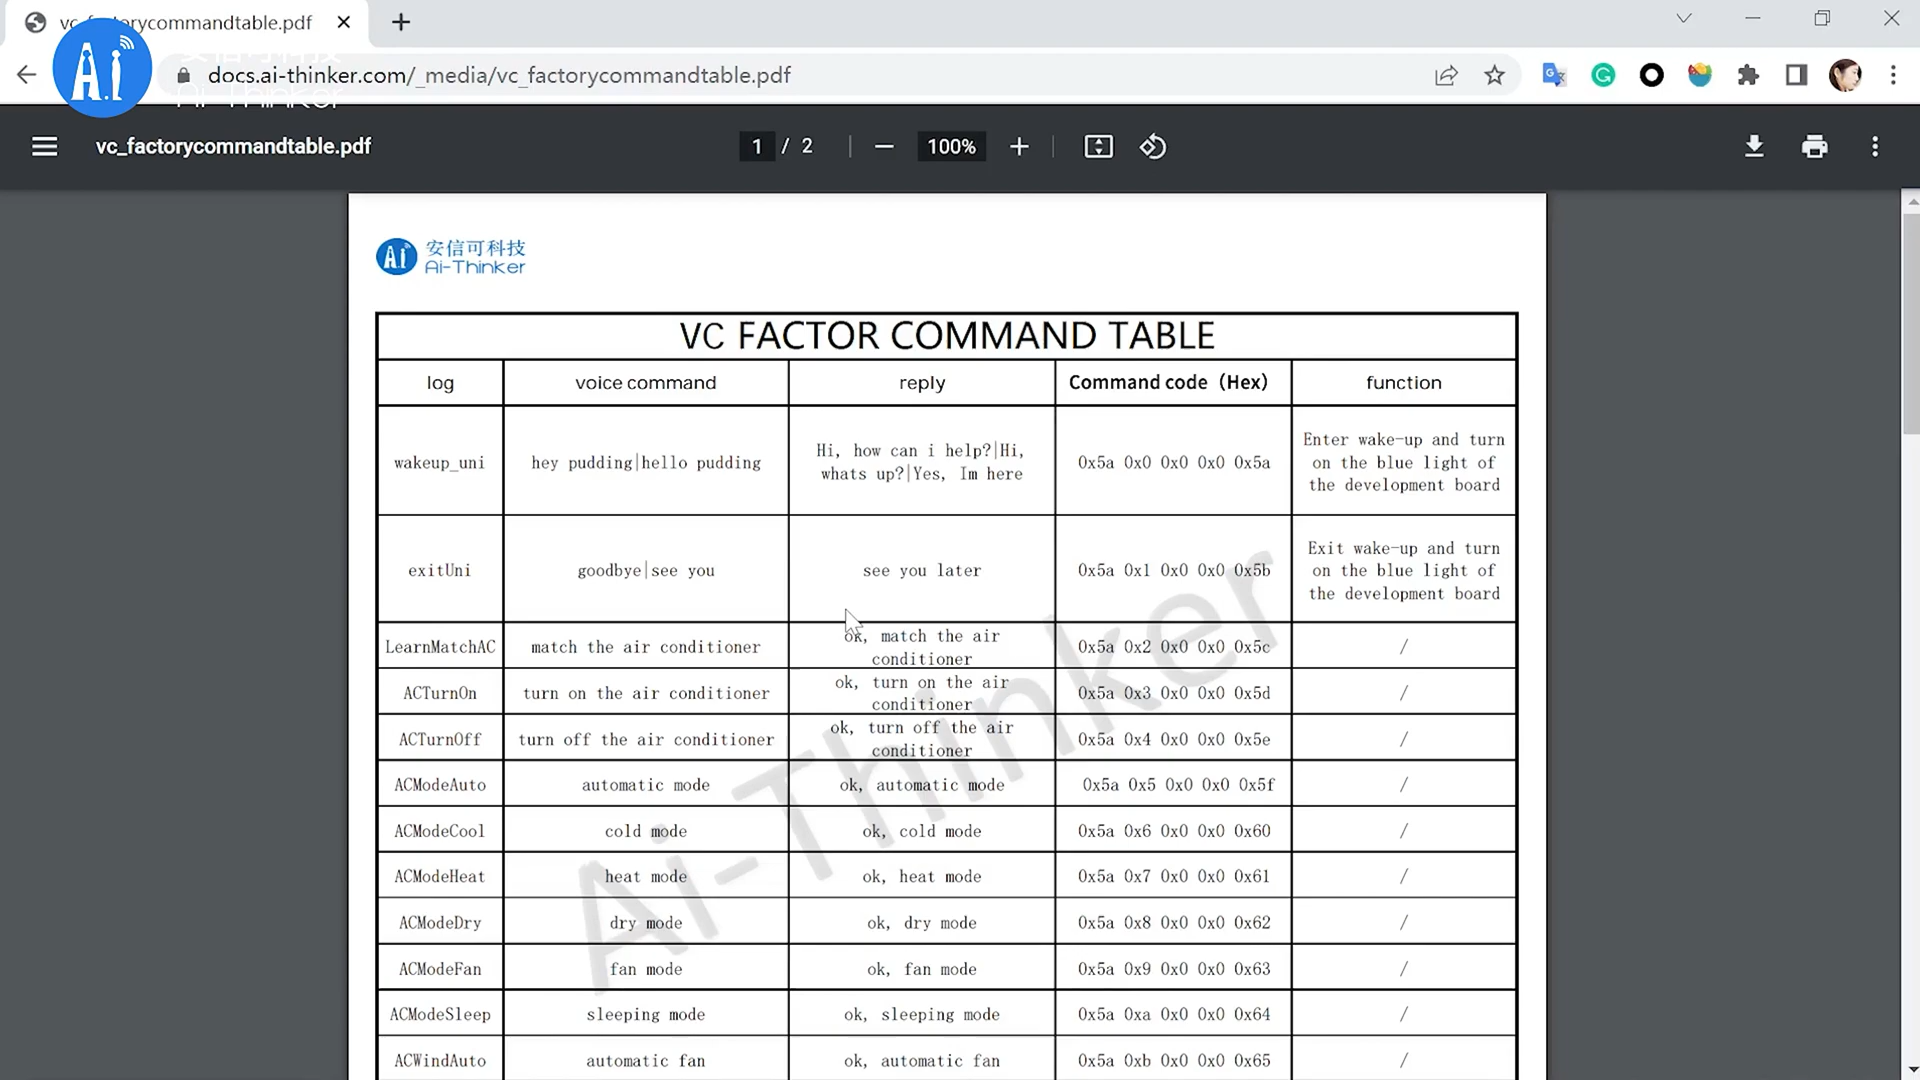 vc_factorycommandtable.pdf
安信可科技
Ai-Thinker
docs.ai-thinker.com/_media/vc_factorycommandtable.pdf
vc_factorycommandtable.pdf
1 / 2
100%
安信可科技
Ai-Thinker
VC FACTOR COMMAND TABLE
log voice command reply Command code（Hex） function
wakeup_uni hey pudding|hello pudding Hi, how can i help?|Hi, whats up?|Yes, Im here 0x5a 0x0 0x0 0x0 0x5a Enter wake-up and turn on the blue light of the development board
exitUni goodbye|see you see you later 0x5a 0x1 0x0 0x0 0x5b Exit wake-up and turn on the blue light of the development board
LearnMatchAC match the air conditioner ok, match the air conditioner 0x5a 0x2 0x0 0x0 0x5c /
ACTurnOn turn on the air conditioner ok, turn on the air conditioner 0x5a 0x3 0x0 0x0 0x5d /
ACTurnOff turn off the air conditioner ok, turn off the air conditioner 0x5a 0x4 0x0 0x0 0x5e /
ACModeAuto automatic mode ok, automatic mode 0x5a 0x5 0x0 0x0 0x5f /
ACModeCool cold mode ok, cold mode 0x5a 0x6 0x0 0x0 0x60 /
ACModeHeat heat mode ok, heat mode 0x5a 0x7 0x0 0x0 0x61 /
ACModeDry dry mode ok, dry mode 0x5a 0x8 0x0 0x0 0x62 /
ACModeFan fan mode ok, fan mode 0x5a 0x9 0x0 0x0 0x63 /
ACModeSleep sleeping mode ok, sleeping mode 0x5a 0xa 0x0 0x0 0x64 /
ACWindAuto automatic fan ok, automatic fan 0x5a 0xb 0x0 0x0 0x65 /
Ai-Thinker